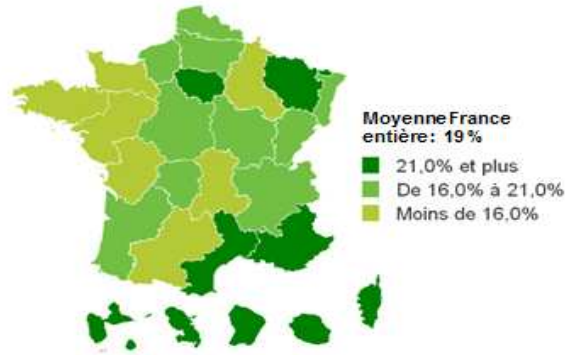 Moyenne France
entière: 19%
21,0% et plus
De 16,0% à 21,0%
Moins de 16,0%